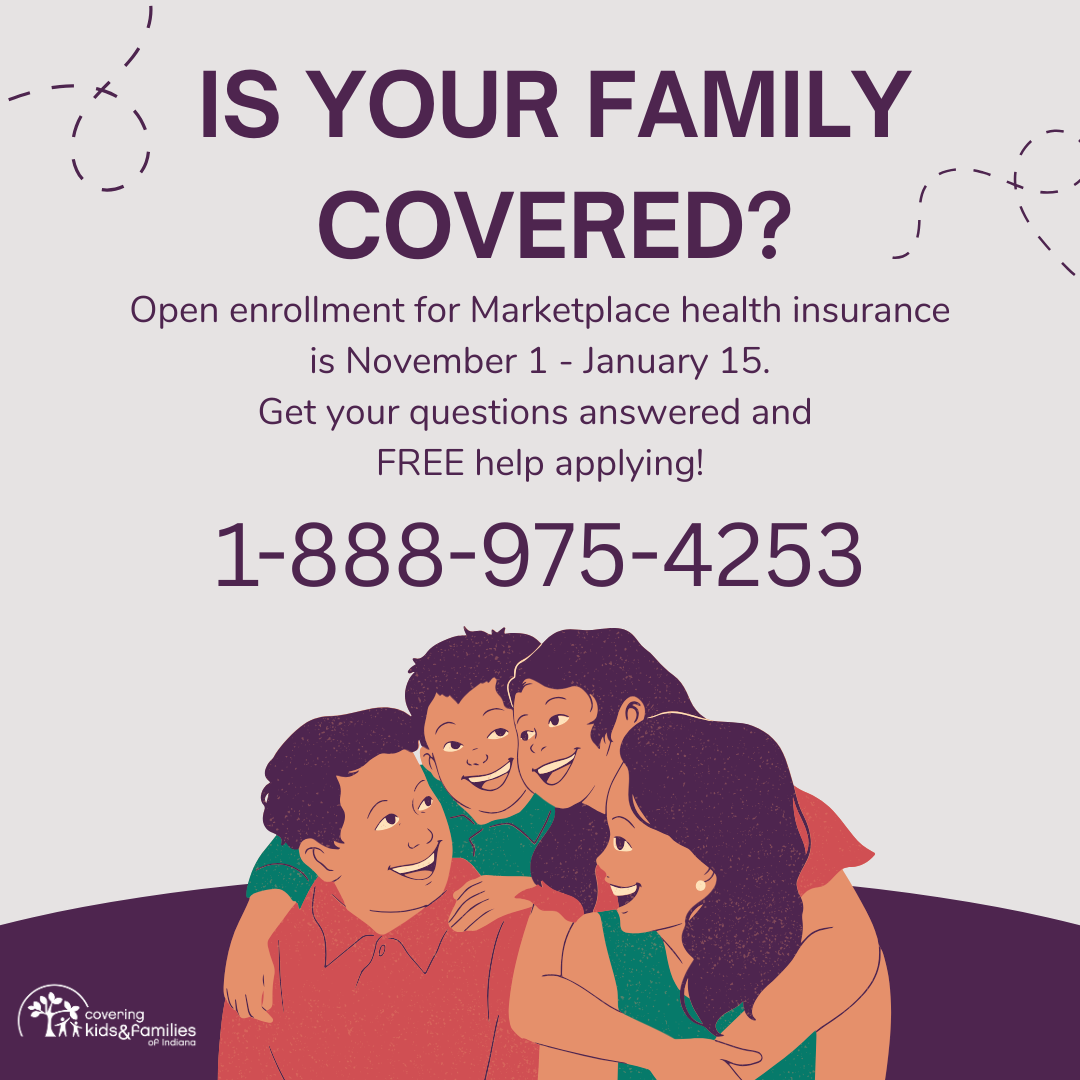 IS YOUR FAMILY
COVERED?
Open enrollment for Marketplace health insurance
is November 1 - January 15.
Get your questions answered and
FREE help applying!
1-888-975-4253
covering
kids&families
of Indiana